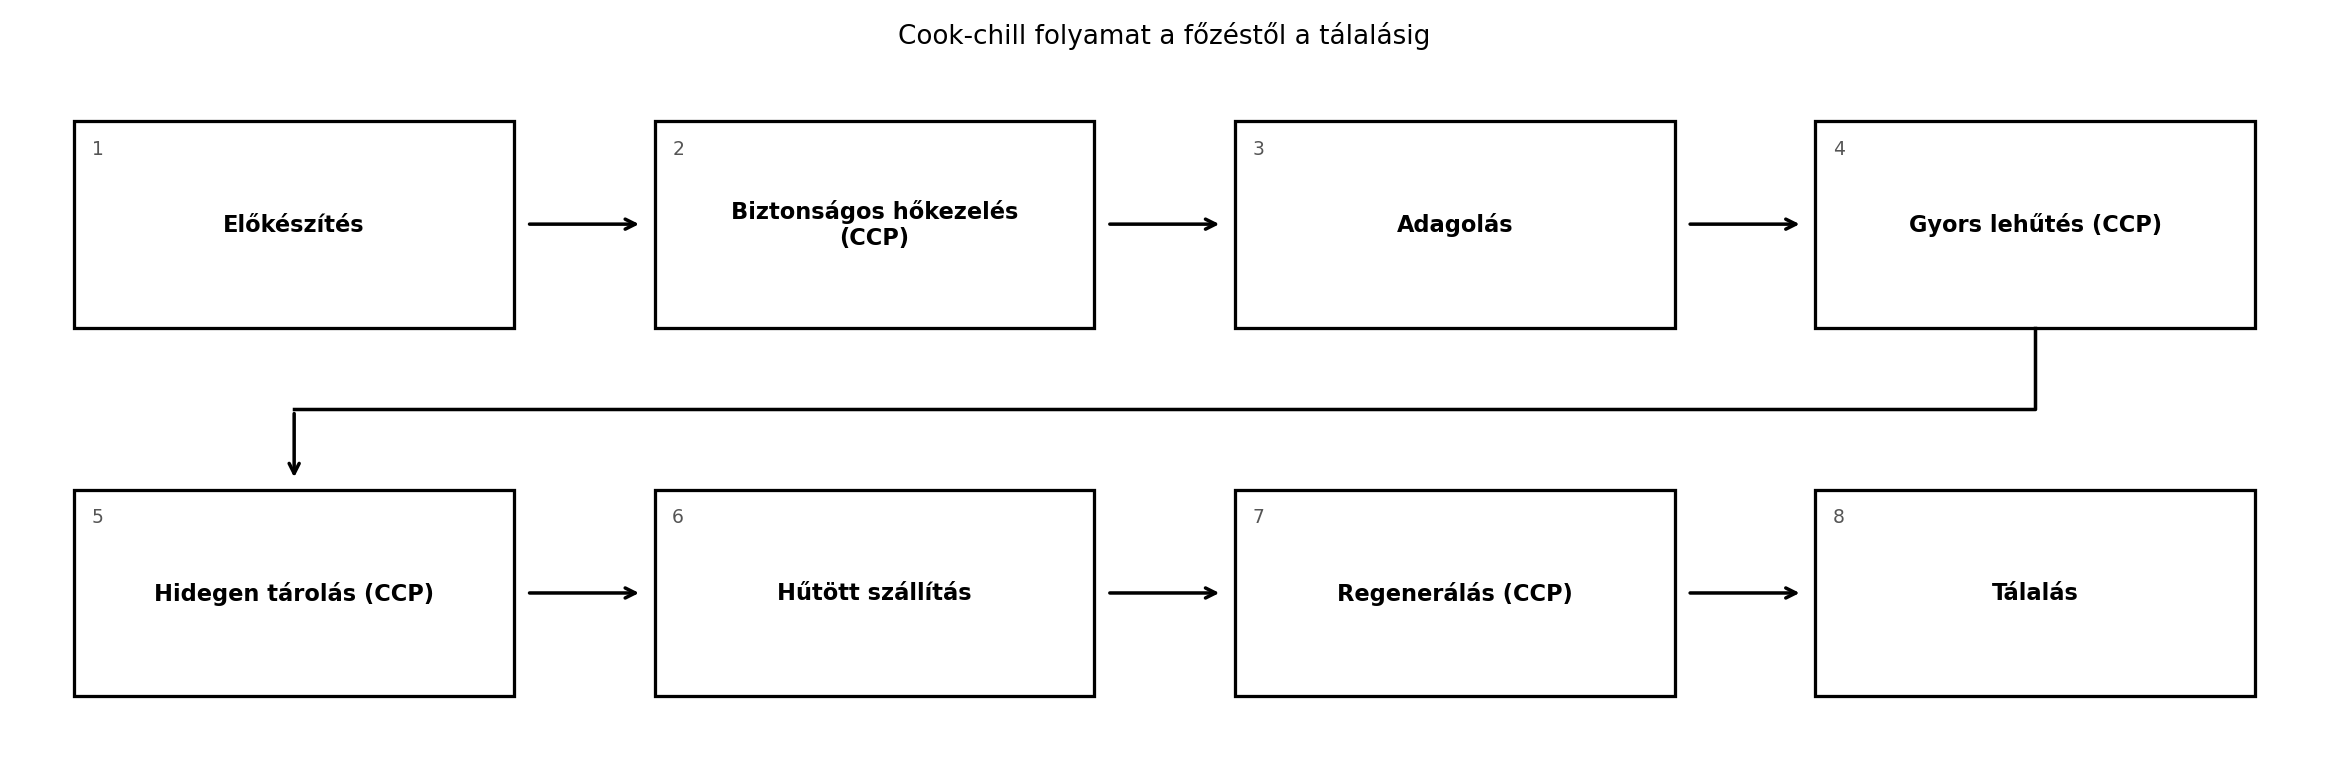 Cook-chill folyamat a főzéstől a tálalásig
1
Előkészítés
2
Biztonságos hőkezelés
(CCP)
3
Adagolás
4
Gyors lehűtés (CCP)
5
Hidegen tárolás (CCP)
6
Hűtött szállítás
7
Regenerálás (CCP)
8
Tálalás